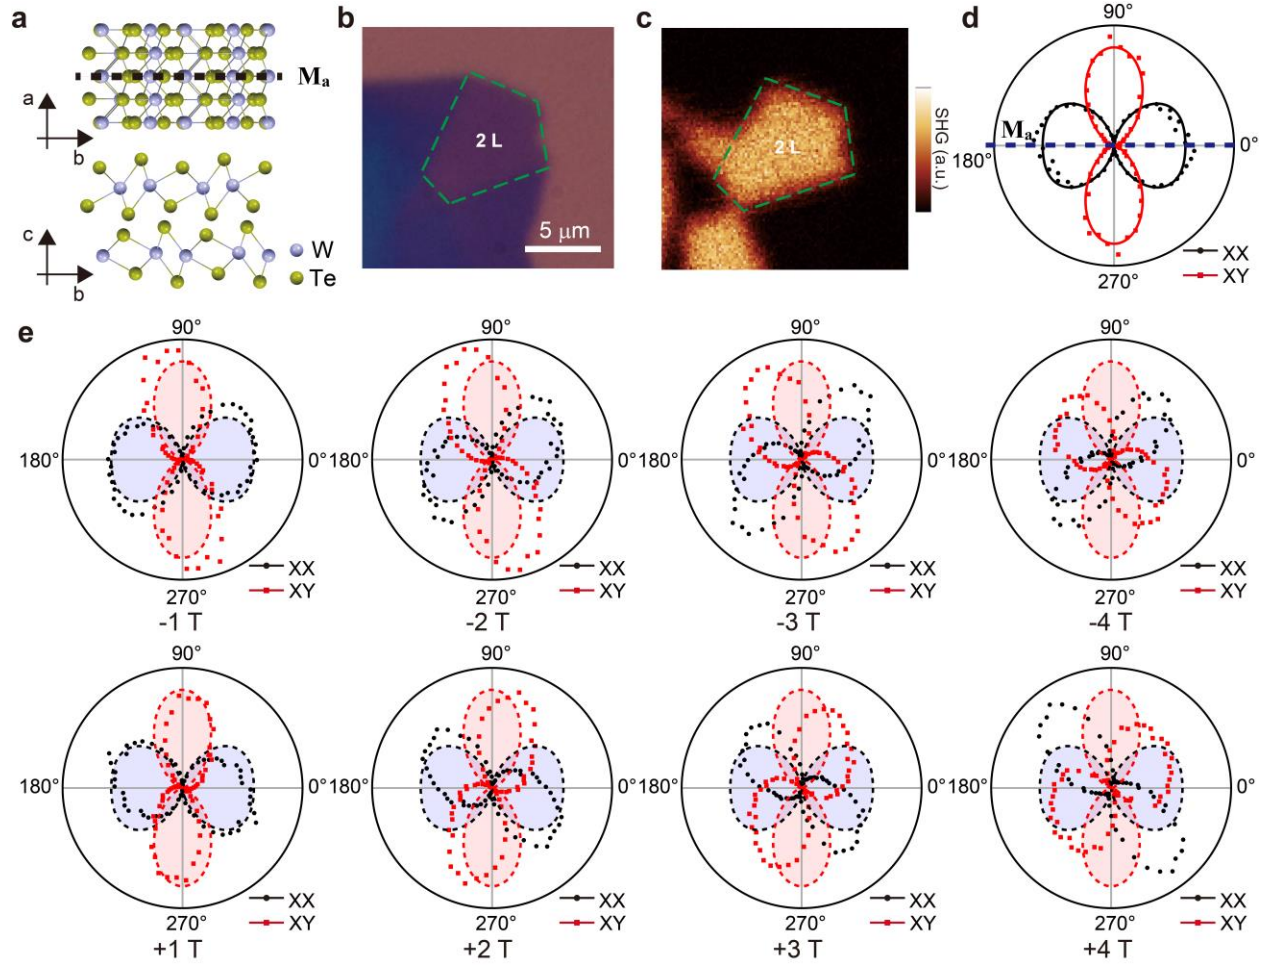 a
b
c
d
M_a
a
b
c
b
W
Te
2 L
5 μm
2 L
SHG (a.u.)
90°
M_a
180°
0°
270°
XX
XY
e
90°
90°
90°
90°
180°
0°
180°
0°
180°
0°
180°
0°
XX
XX
XX
XX
270°
XY
270°
XY
270°
XY
270°
XY
-1 T
-2 T
-3 T
-4 T
90°
90°
90°
90°
180°
0°
180°
0°
180°
0°
180°
0°
XX
XX
XX
XX
270°
XY
270°
XY
270°
XY
270°
XY
+1 T
+2 T
+3 T
+4 T